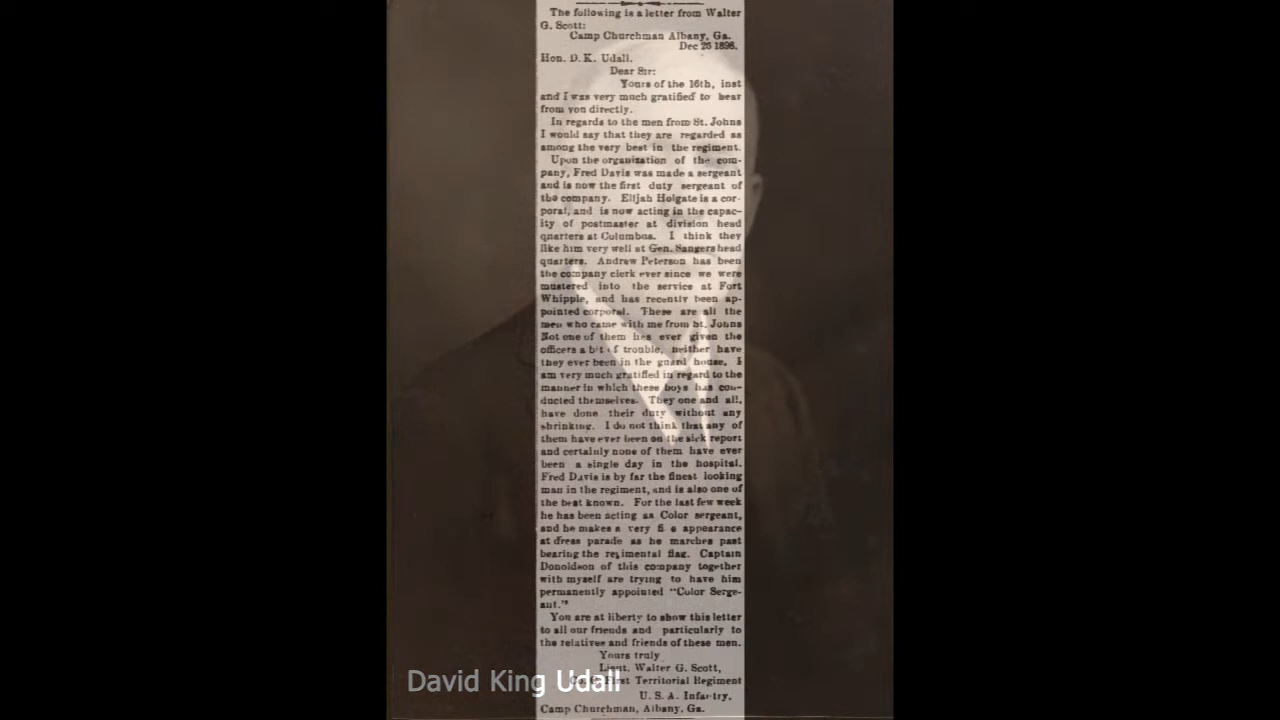 The following is a letter from Walter
G. Scott:
Camp Churchman Albany, Ga.
Dec 26 1898.
Hon. D. K. Udall.
Dear Sir:
Yours of the 16th, inst
and I was very much gratified to hear
from you directly.
In regards to the men from St. Johns
I would say that they are regarded as
among the very best in the regiment.
Upon the organization of the com-
pany, Fred Davis was made a sergeant
and is now the first duty sergeant of
the company. Elijah Holgate is a cor-
poral, and is now acting in the capac-
ity of postmaster at division head
quarters at Columbus. I think they
like him very well at Gen. Sangers head
quarters. Andrew Peterson has been
the company clerk ever since we were
mustered into the service at Fort
Whipple, and has recently been ap-
pointed corporal. These are all the
men who came with me from St. Johns
Not one of them has ever given the
officers a bit of trouble, neither have
they ever been in the guard house. I
am very much gratified in regard to the
manner in which these boys has con-
ducted themselves. They one and all,
have done their duty without any
shrinking. I do not think that any of
them have ever been on the sick report
and certainly none of them have ever
been a single day in the hospital.
Fred Davis is by far the finest looking
man in the regiment, and is also one of
the best known. For the last few week
he has been acting as Color sergeant,
and he makes a very fi e appearance
at dress parade as he marches past
bearing the regimental flag. Captain
Donoldson of this company together
with myself are trying to have him
permanently appointed "Color Serge-
ant."
You are at liberty to show this letter
to all our friends and particularly to
the relatives and friends of these men.
Yours truly
Lieut. Walter G. Scott,
Co. C. First Territorial Regiment
U. S. A. Infantry.
Camp Churchman, Albany, Ga.
David King Udall